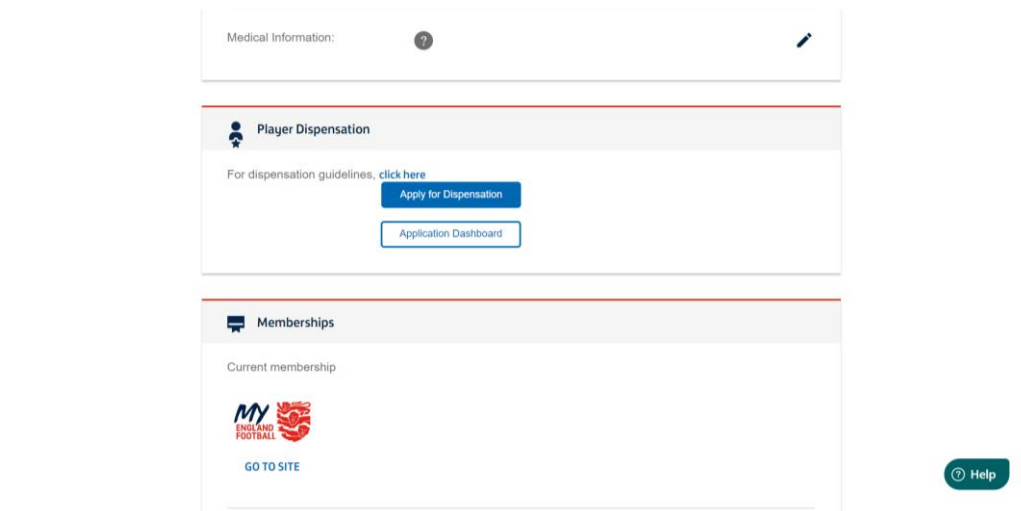 Medical Information:
?
Player Dispensation
For dispensation guidelines, click here
Apply for Dispensation
Application Dashboard
Memberships
Current membership
MY
ENGLAND
FOOTBALL
GO TO SITE
? Help